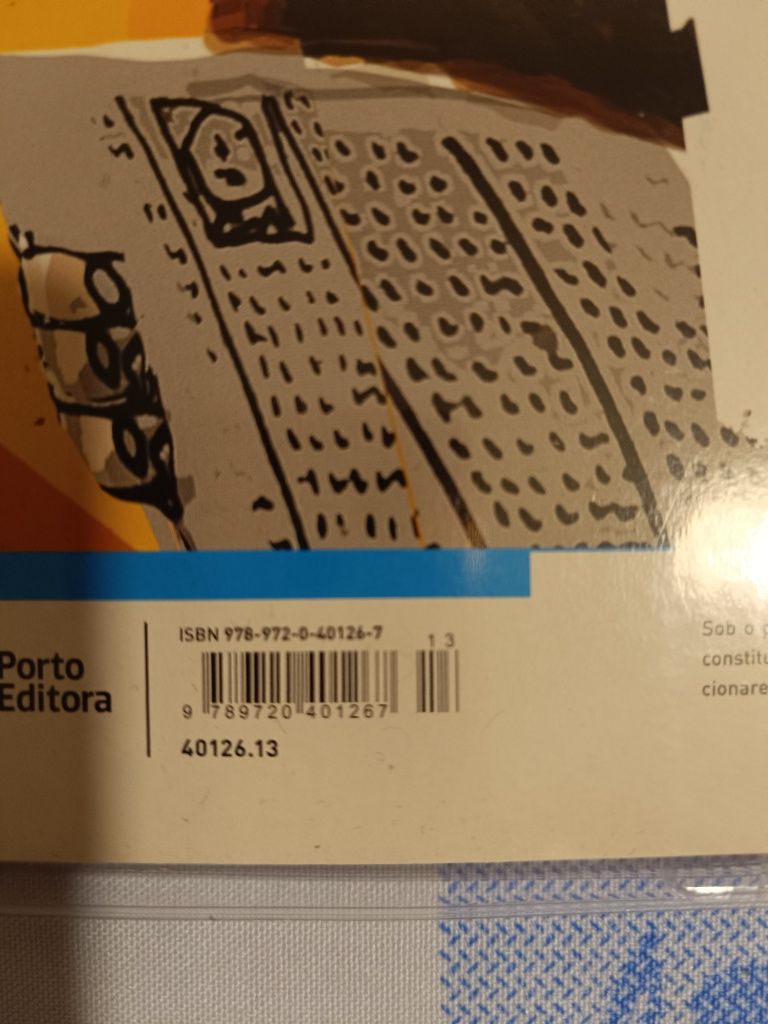 ISBN 978-972-0-40126-7
13
Porto
Editora
9 789720 401267
40126.13
Sob o
constitu
cionare